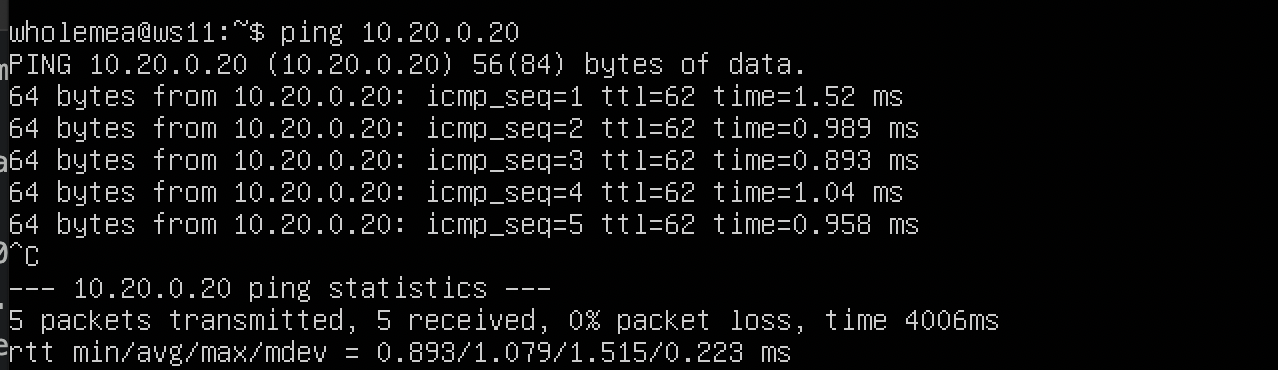 wholemea@ws11:~$ ping 10.20.0.20
PING 10.20.0.20 (10.20.0.20) 56(84) bytes of data.
64 bytes from 10.20.0.20: icmp_seq=1 ttl=62 time=1.52 ms
64 bytes from 10.20.0.20: icmp_seq=2 ttl=62 time=0.989 ms
64 bytes from 10.20.0.20: icmp_seq=3 ttl=62 time=0.893 ms
64 bytes from 10.20.0.20: icmp_seq=4 ttl=62 time=1.04 ms
64 bytes from 10.20.0.20: icmp_seq=5 ttl=62 time=0.958 ms
^C
--- 10.20.0.20 ping statistics ---
5 packets transmitted, 5 received, 0% packet loss, time 4006ms
rtt min/avg/max/mdev = 0.893/1.079/1.515/0.223 ms